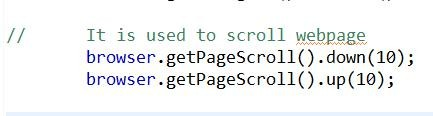 // It is used to scroll webpage
browser.getPageScroll().down(10);
browser.getPageScroll().up(10);